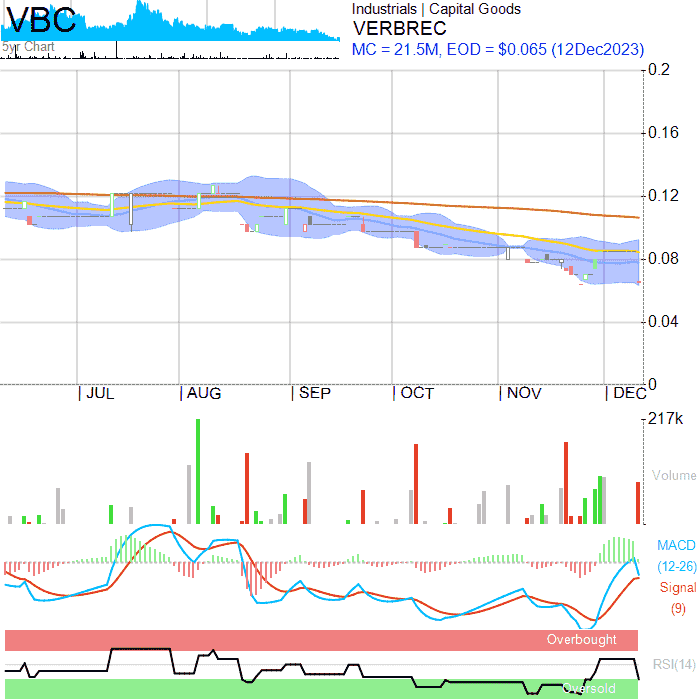 VBC
5yr Chart
Industrials | Capital Goods
VERBREC
MC = 21.5M, EOD = $0.065 (12Dec2023)
0.2
0.16
0.12
0.08
0.04
0
JUL
AUG
SEP
OCT
NOV
DEC
217k
Volume
MACD
(12-26)
Signal
(9)
Overbought
RSI(14)
Oversold